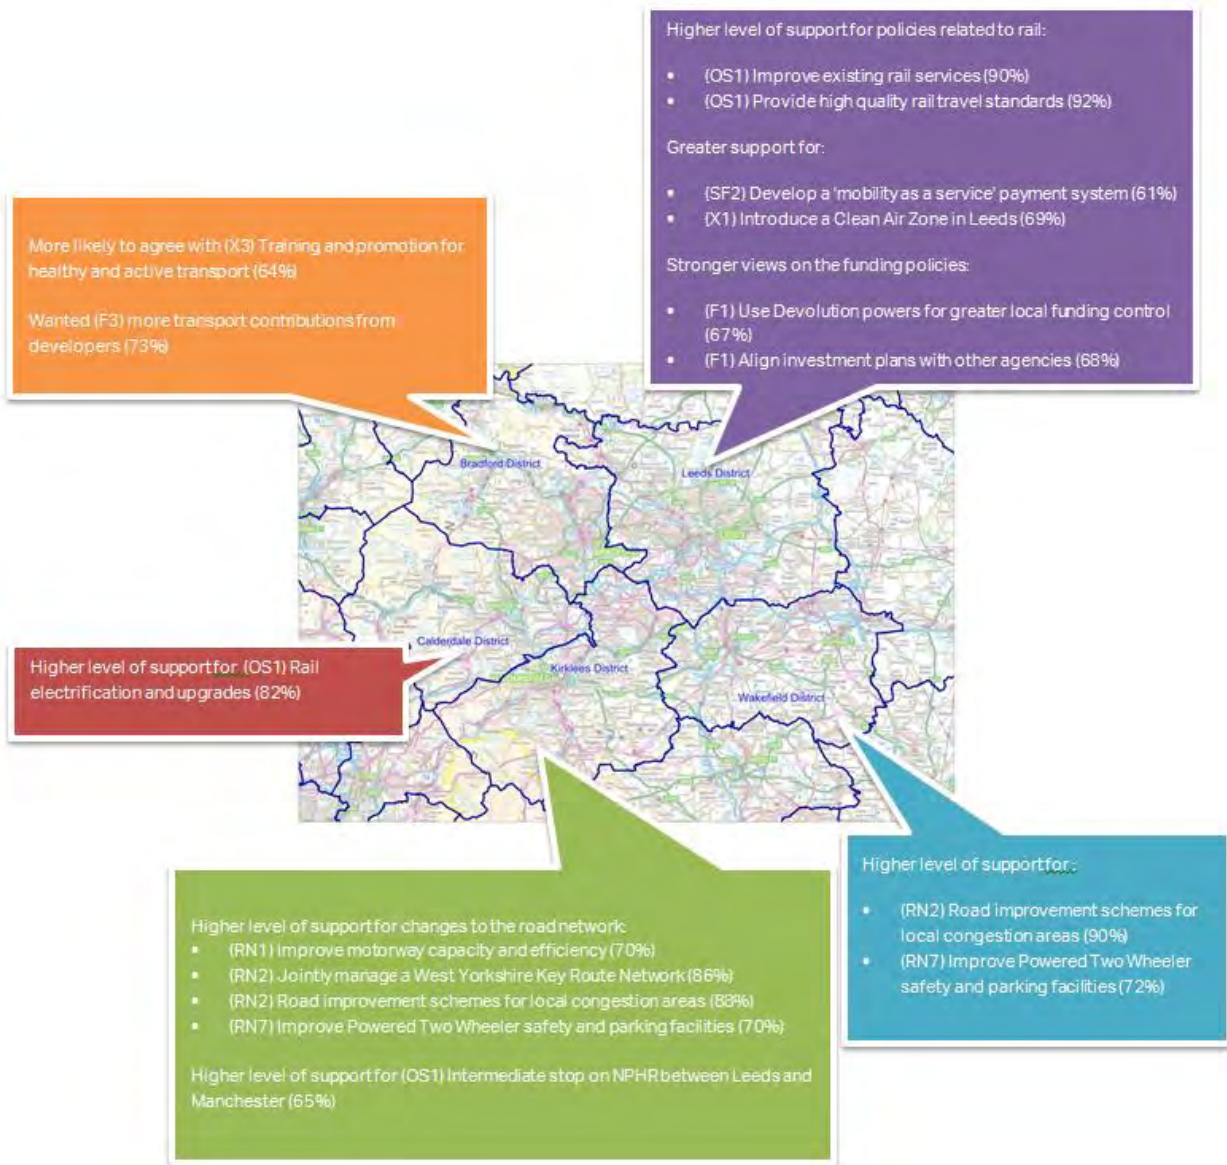 Higher level of support for policies related to rail:
• (OS1) Improve existing rail services (90%)
• (OS1) Provide high quality rail travel standards (92%)
Greater support for:
• (SF2) Develop a 'mobility as a service' payment system (61%)
• (X1) Introduce a Clean Air Zone in Leeds (69%)
Stronger views on the funding policies:
• (F1) Use Devolution powers for greater local funding control
(67%)
• (F1) Align investment plans with other agencies (68%)
More likely to agree with (X3) Training and promotion for
healthy and active transport (64%)
Wanted (F3) more transport contributions from
developers (73%)
Bradford District
Leeds District
Calderdale District
Kirklees District
Wakefield District
Higher level of support for (OS1) Rail
electrification and upgrades (82%)
Higher level of support for changes to the road network:
• (RN1) Improve motorway capacity and efficiency (70%)
• (RN2) Jointly manage a West Yorkshire Key Route Network (86%)
• (RN2) Road improvement schemes for local congestion areas (88%)
• (RN7) Improve Powered Two Wheeler safety and parking facilities (70%)
Higher level of support for (OS1) Intermediate stop on NPHR between Leeds and
Manchester (65%)
Higher level of support for :
• (RN2) Road improvement schemes for
local congestion areas (90%)
• (RN7) Improve Powered Two Wheeler
safety and parking facilities (72%)